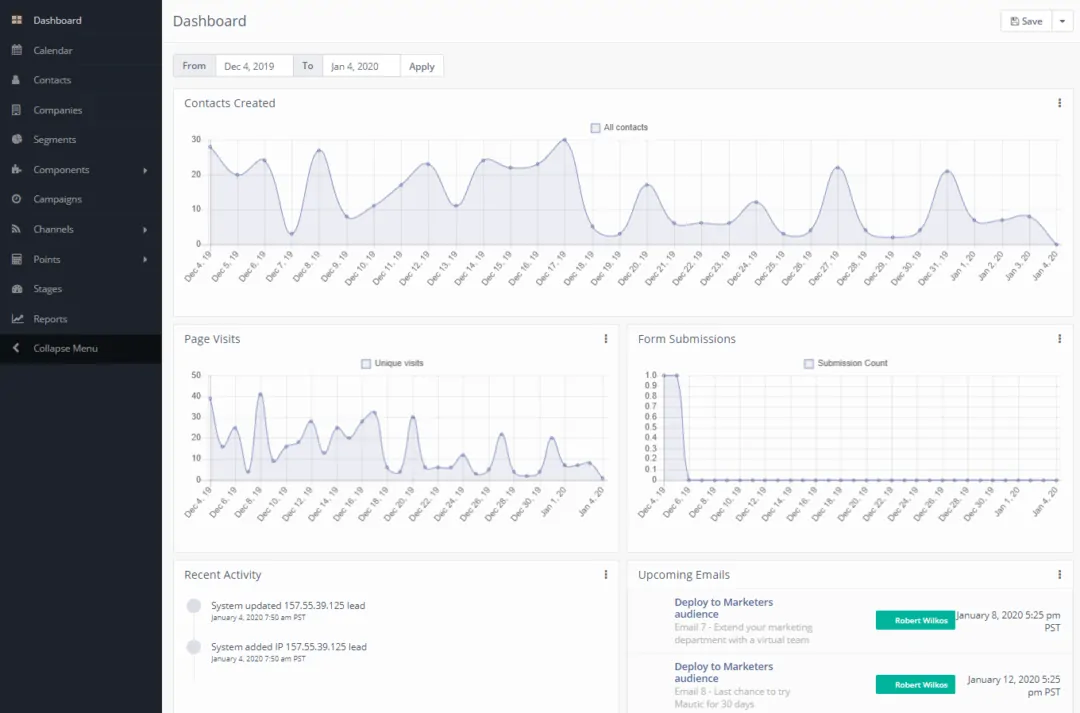 Dashboard
Calendar
Contacts
Companies
Segments
Components
Campaigns
Channels
Points
Stages
Reports
Collapse Menu
Dashboard
Save
From Dec 4, 2019 To Jan 4, 2020 Apply
Contacts Created
All contacts
30
20
10
0
Dec 4, 19 Dec 5, 19 Dec 6, 19 Dec 7, 19 Dec 8, 19 Dec 9, 19 Dec 10, 19 Dec 11, 19 Dec 12, 19 Dec 13, 19 Dec 14, 19 Dec 15, 19 Dec 16, 19 Dec 17, 19 Dec 18, 19 Dec 19, 19 Dec 20, 19 Dec 21, 19 Dec 22, 19 Dec 23, 19 Dec 24, 19 Dec 25, 19 Dec 26, 19 Dec 27, 19 Dec 28, 19 Dec 29, 19 Dec 30, 19 Dec 31, 19 Jan 1, 20 Jan 2, 20 Jan 3, 20 Jan 4, 20
Page Visits
Unique visits
50
40
30
20
10
0
Dec 4, 19 Dec 6, 19 Dec 8, 19 Dec 10, 19 Dec 12, 19 Dec 14, 19 Dec 16, 19 Dec 18, 19 Dec 20, 19 Dec 22, 19 Dec 24, 19 Dec 26, 19 Dec 28, 19 Dec 30, 19 Jan 1, 20 Jan 4, 20
Form Submissions
Submission Count
1.0
0.9
0.8
0.7
0.6
0.5
0.4
0.3
0.2
0.1
0
Dec 4, 19 Dec 6, 19 Dec 8, 19 Dec 10, 19 Dec 12, 19 Dec 14, 19 Dec 16, 19 Dec 18, 19 Dec 20, 19 Dec 22, 19 Dec 24, 19 Dec 26, 19 Dec 28, 19 Dec 30, 19 Jan 1, 20 Jan 4, 20
Recent Activity
System updated 157.55.39.125 lead
January 4, 2020 7:50 am PST
System added IP 157.55.39.125 lead
January 4, 2020 7:50 am PST
Upcoming Emails
Deploy to Marketers
audience
Email 7 - Extend your marketing
department with a virtual team
Robert Wilkos
January 8, 2020 5:25 pm
PST
Deploy to Marketers
audience
Email 8 - Last chance to try
Mautic for 30 days
Robert Wilkos
January 12, 2020 5:25
pm PST